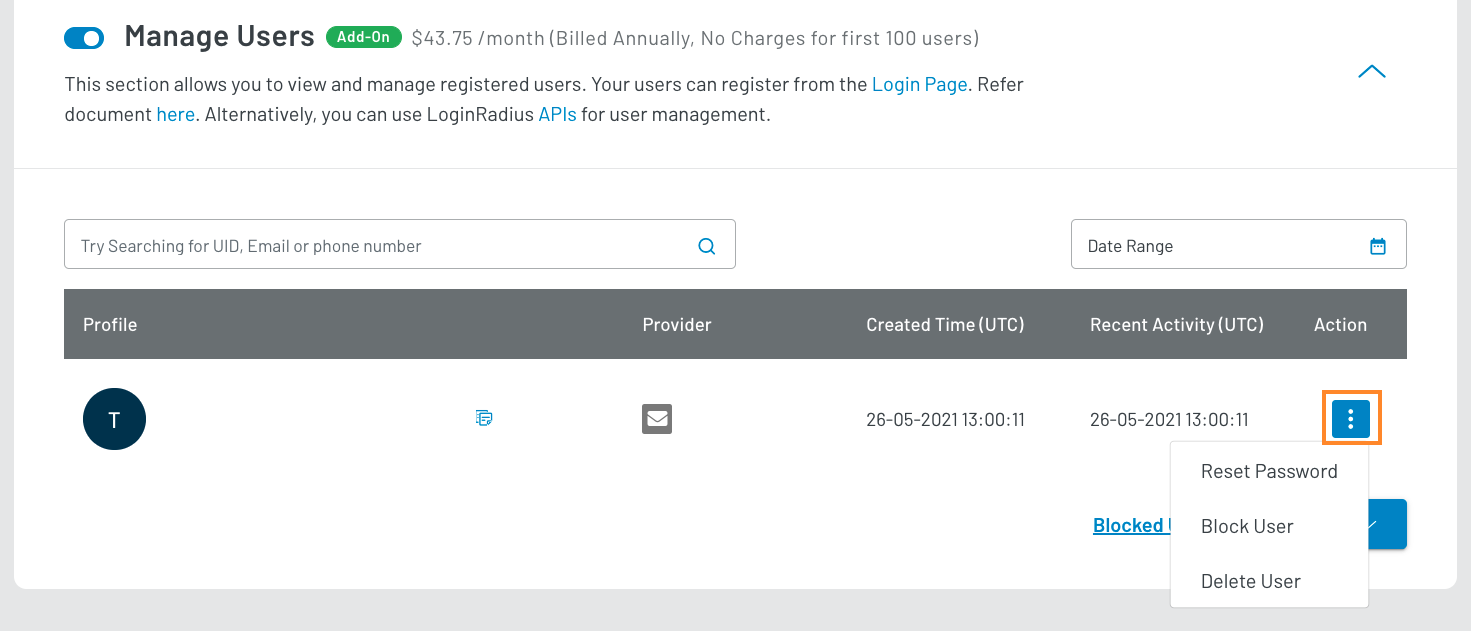 Manage Users Add-On $43.75 /month (Billed Annually, No Charges for first 100 users)
This section allows you to view and manage registered users. Your users can register from the Login Page. Refer
document here. Alternatively, you can use LoginRadius APIs for user management.
Try Searching for UID, Email or phone number
Date Range
Profile Provider Created Time (UTC) Recent Activity (UTC) Action
T 26-05-2021 13:00:11 26-05-2021 13:00:11
Reset Password
Blocked
Block User
Delete User